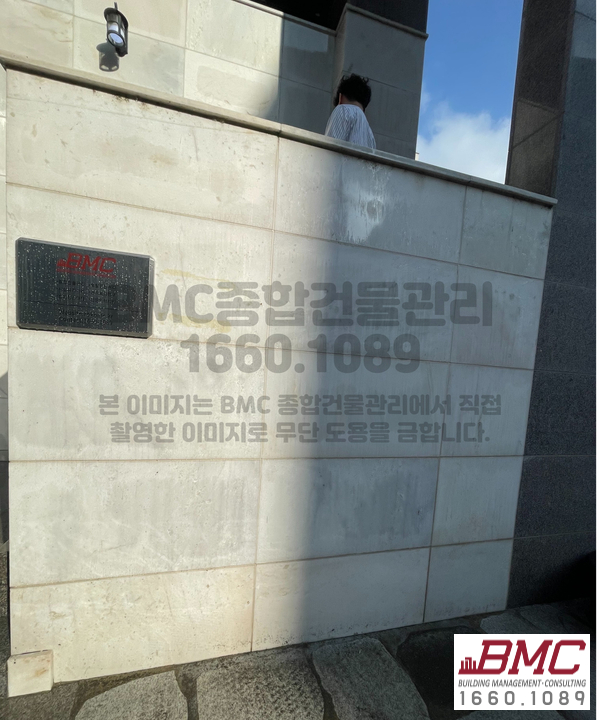 BMC
BMC종합건물관리
1660.1089
본 이미지는 BMC 종합건물관리에서 직접
촬영한 이미지로 무단 도용을 금합니다.
BMC
BUILDING MANAGEMENT·CONSULTING
1660.1089